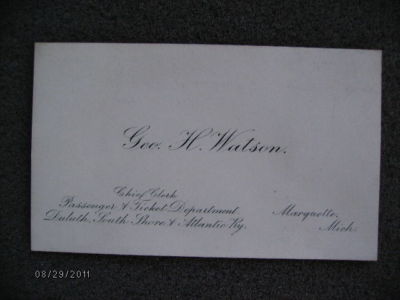 Geo. H. Watson.
Chief Clerk
Passenger & Ticket Department
Duluth, South Shore & Atlantic Ry.
Marquette,
Mich.
08/29/2011